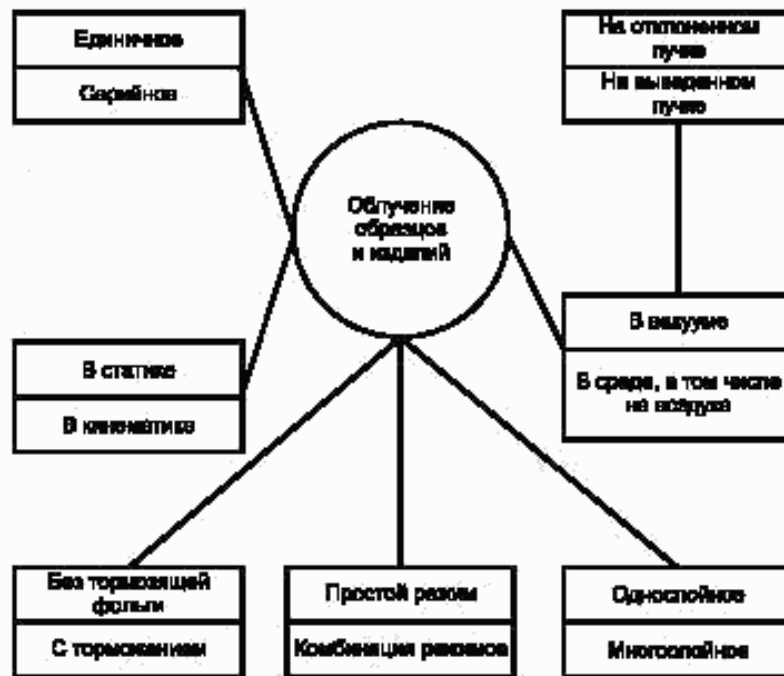 Единичное
Серийное
На отклоненном
пучке
На выведенном
пучке
Облучение
образцов
и изделий
В вакууме
В среде, в том числе
на воздухе
В статике
В кинематике
Без тормозящей
фольги
С торможением
Простой режим
Комбинация режимов
Однослойное
Многослойное